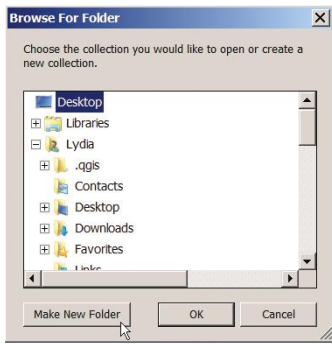 Browse For Folder
Choose the collection you would like to open or create a
new collection.
Desktop
Libraries
Lydia
.qgis
Contacts
Desktop
Downloads
Favorites
Links
Make New Folder
OK
Cancel